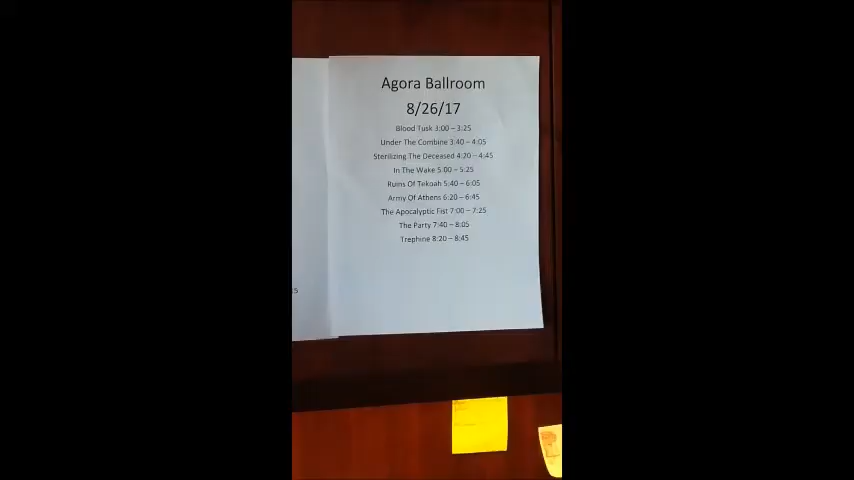 Agora Ballroom
8/26/17
Blood Tusk 3:00 – 3:25
Under The Combine 3:40 – 4:05
Sterilizing The Deceased 4:20 – 4:45
In The Wake 5:00 – 5:25
Ruins Of Tekoah 5:40 – 6:05
Army Of Athens 6:20 – 6:45
The Apocalyptic Fist 7:00 – 7:25
The Party 7:40 – 8:05
Trephine 8:20 – 8:45